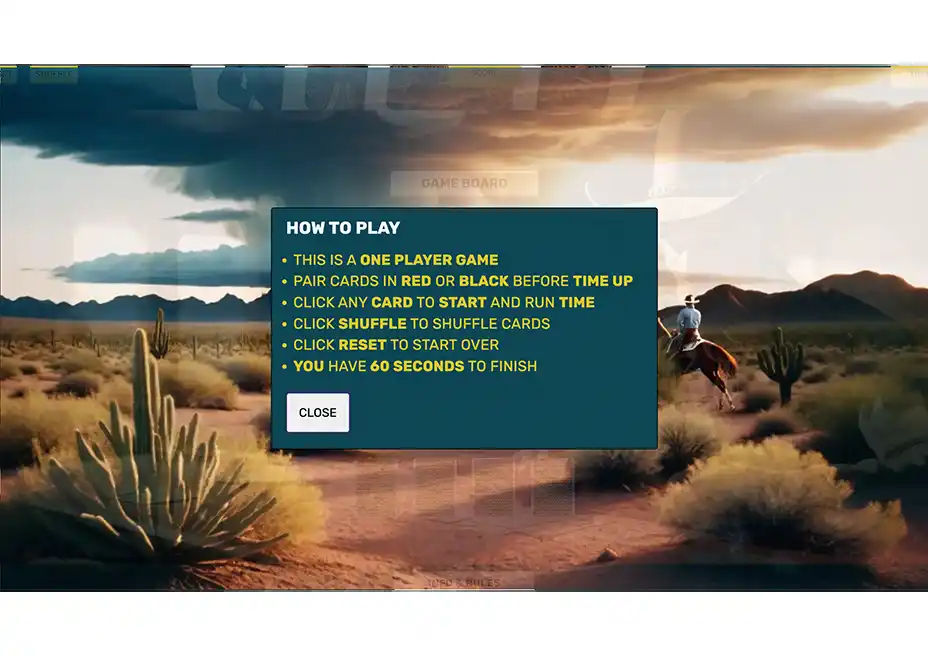 SHUFFLE
SCORE
GAME BOARD
HOW TO PLAY
• THIS IS A ONE PLAYER GAME
• PAIR CARDS IN RED OR BLACK BEFORE TIME UP
• CLICK ANY CARD TO START AND RUN TIME
• CLICK SHUFFLE TO SHUFFLE CARDS
• CLICK RESET TO START OVER
• YOU HAVE 60 SECONDS TO FINISH
CLOSE
INFO & RULES